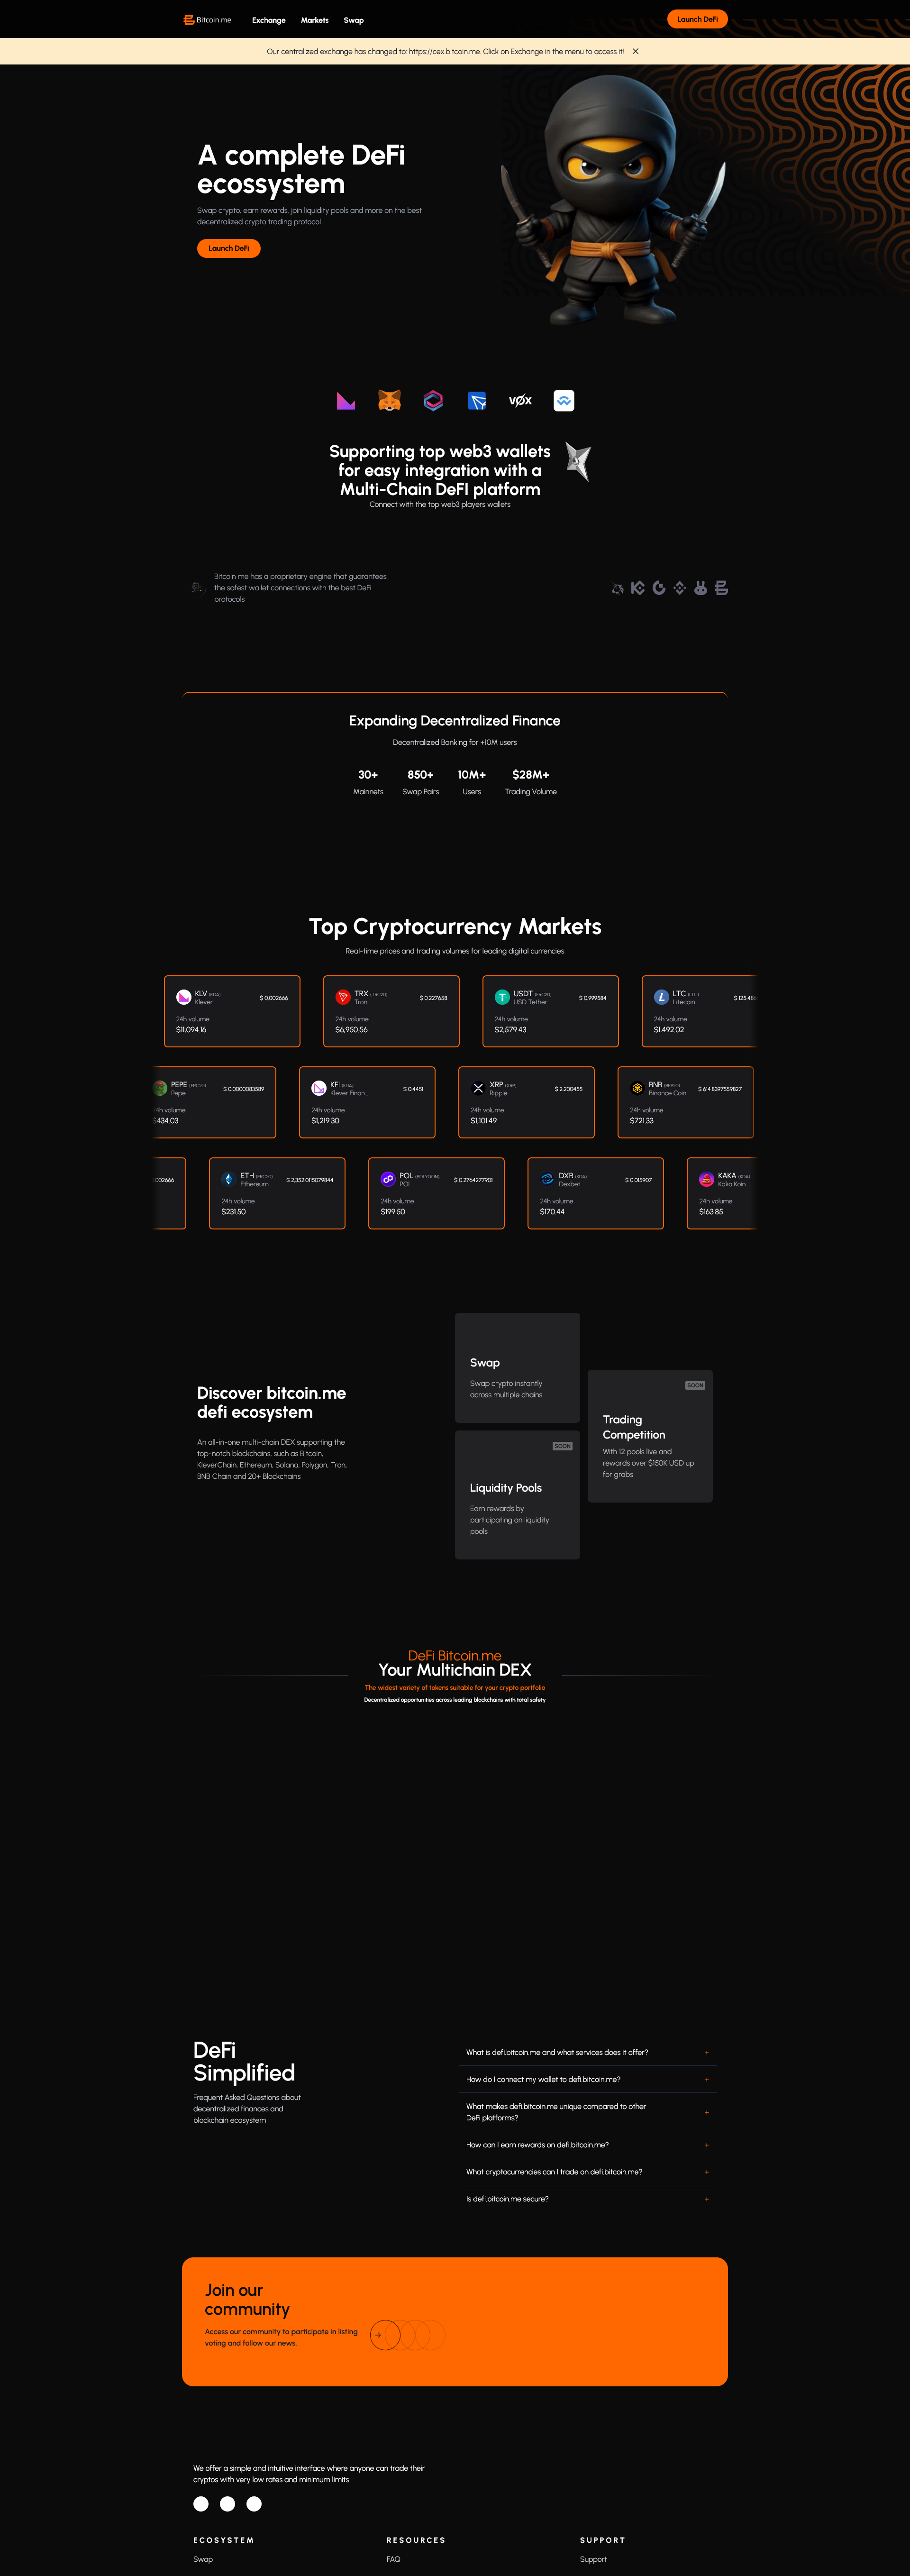 Bitcoin.me
Exchange
Markets
Swap
Launch DeFi
Our centralized exchange has changed to: https://cex.bitcoin.me. Click on Exchange in the menu to access it!
A complete DeFi
ecosystem
Swap crypto, earn rewards, join liquidity pools and more on the best
decentralized crypto trading protocol
Launch DeFi
VOX
Supporting top web3 wallets
for easy integration with a
Multi-Chain DeFI platform
Connect with the top web3 players wallets
Bitcoin me has a proprietary engine that guarantees
the safest wallet connections with the best DeFi
protocols
Expanding Decentralized Finance
Decentralized Banking for +10M users
30+
Mainnets
850+
Swap Pairs
10M+
Users
$28M+
Trading Volume
Top Cryptocurrency Markets
Real-time prices and trading volumes for leading digital currencies
KLV (KDA)
Klever
$ 0.002666
24h volume
$11,094.16
TRX (TRC20)
Tron
$ 0.227658
24h volume
$6,950.56
USDT (ERC20)
USD Tether
$ 0.999584
24h volume
$2,579.43
LTC (LTC)
Litecoin
$ 125.48
24h volume
$1,492.02
PEPE (ERC20)
Pepe
$ 0.0000083589
24h volume
$434.03
KFI (KDA)
Klever Finan...
$ 0.4451
24h volume
$1,219.30
XRP (XRP)
Ripple
$ 2.200455
24h volume
$1,101.49
BNB (BEP20)
Binance Coin
$ 614.8397559827
24h volume
$721.33
002666
ETH (ERC20)
Ethereum
$ 2,352.0115079844
24h volume
$231.50
POL (POLYGON)
POL
$ 0.2764277901
24h volume
$199.50
DXB (KDA)
Dexbet
$ 0.015907
24h volume
$170.44
KAKA (KDA)
Kaka Koin
24h volume
$163.85
Discover bitcoin.me
defi ecosystem
An all-in-one multi-chain DEX supporting the
top-notch blockchains, such as Bitcoin,
KleverChain, Ethereum, Solana, Polygon, Tron,
BNB Chain and 20+ Blockchains
Swap
Swap crypto instantly
across multiple chains
SOON
Liquidity Pools
Earn rewards by
participating on liquidity
pools
SOON
Trading
Competition
With 12 pools live and
rewards over $150K USD up
for grabs
DeFi Bitcoin.me
Your Multichain DEX
The widest variety of tokens suitable for your crypto portfolio
Decentralized opportunities across leading blockchains with total safety
DeFi
Simplified
Frequent Asked Questions about
decentralized finances and
blockchain ecosystem
What is defi.bitcoin.me and what services does it offer?
+
How do I connect my wallet to defi.bitcoin.me?
+
What makes defi.bitcoin.me unique compared to other
DeFi platforms?
+
How can I earn rewards on defi.bitcoin.me?
+
What cryptocurrencies can I trade on defi.bitcoin.me?
+
Is defi.bitcoin.me secure?
+
Join our
community
Access our community to participate in listing
voting and follow our news.
We offer a simple and intuitive interface where anyone can trade their
cryptos with very low rates and minimum limits
ECOSYSTEM
RESOURCES
SUPPORT
Swap
FAQ
Support